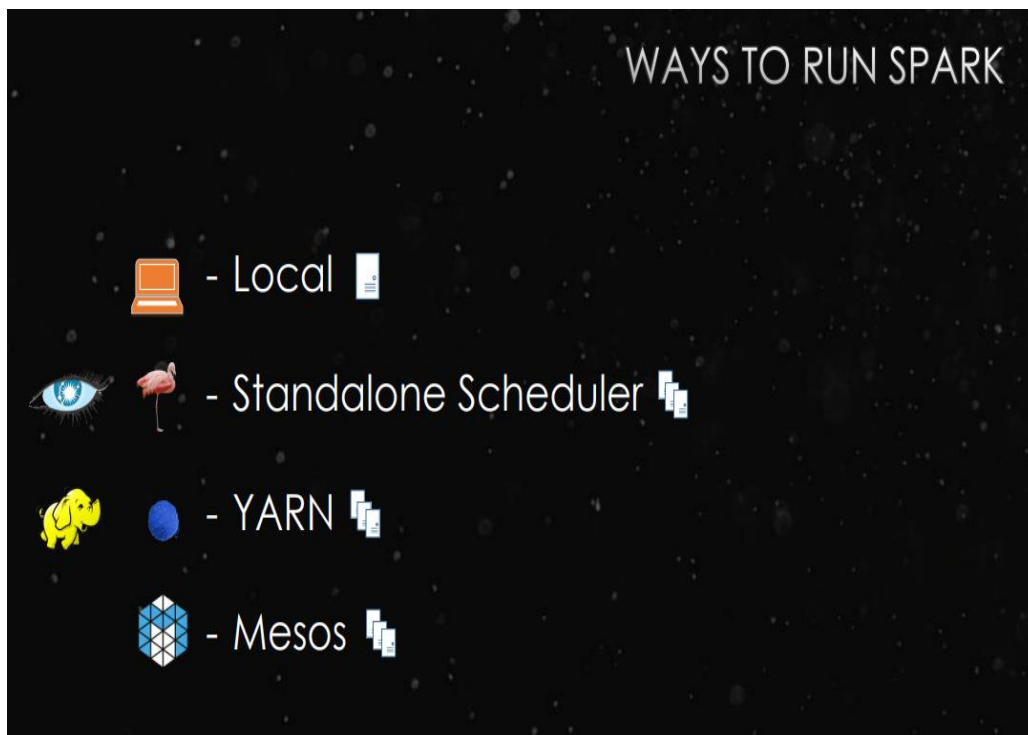 WAYS TO RUN SPARK
- Local
- Standalone Scheduler
- YARN
- Mesos